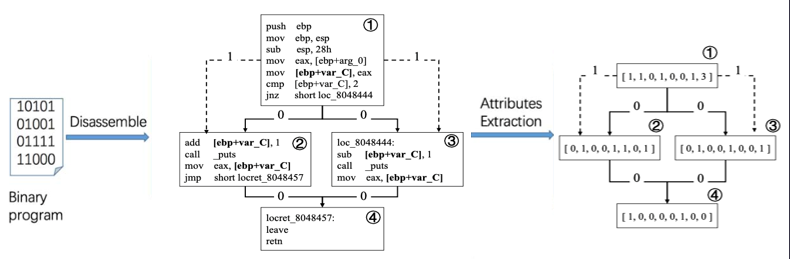 10101
01001
01111
11000
Binary
program
Disassemble
①
push ebp
mov ebp, esp
sub esp, 28h
mov eax, [ebp+arg_0]
mov [ebp+var_C], eax
cmp [ebp+var_C], 2
jnz short loc_8048444
1
1
0
0
②
add [ebp+var_C], 1
call _puts
mov eax, [ebp+var_C]
jmp short locret_8048457
③
loc_8048444:
sub [ebp+var_C], 1
call _puts
mov eax, [ebp+var_C]
0
0
④
locret_8048457:
leave
retn
Attributes
Extraction
①
[ 1, 1, 0, 1, 0, 0, 1, 3 ]
1
1
0
0
②
[ 0, 1, 0, 0, 1, 1, 0, 1 ]
③
[ 0, 1, 0, 0, 1, 0, 0, 1 ]
0
0
④
[ 1, 0, 0, 0, 0, 1, 0, 0 ]